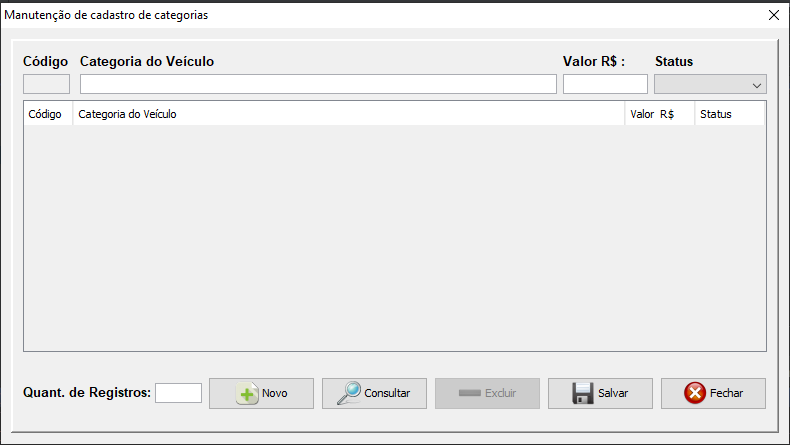 Manutenção de cadastro de categorias
Código Categoria do Veículo Valor R$ : Status
Código Categoria do Veículo Valor R$ Status
Quant. de Registros: Novo Consultar Excluir Salvar Fechar